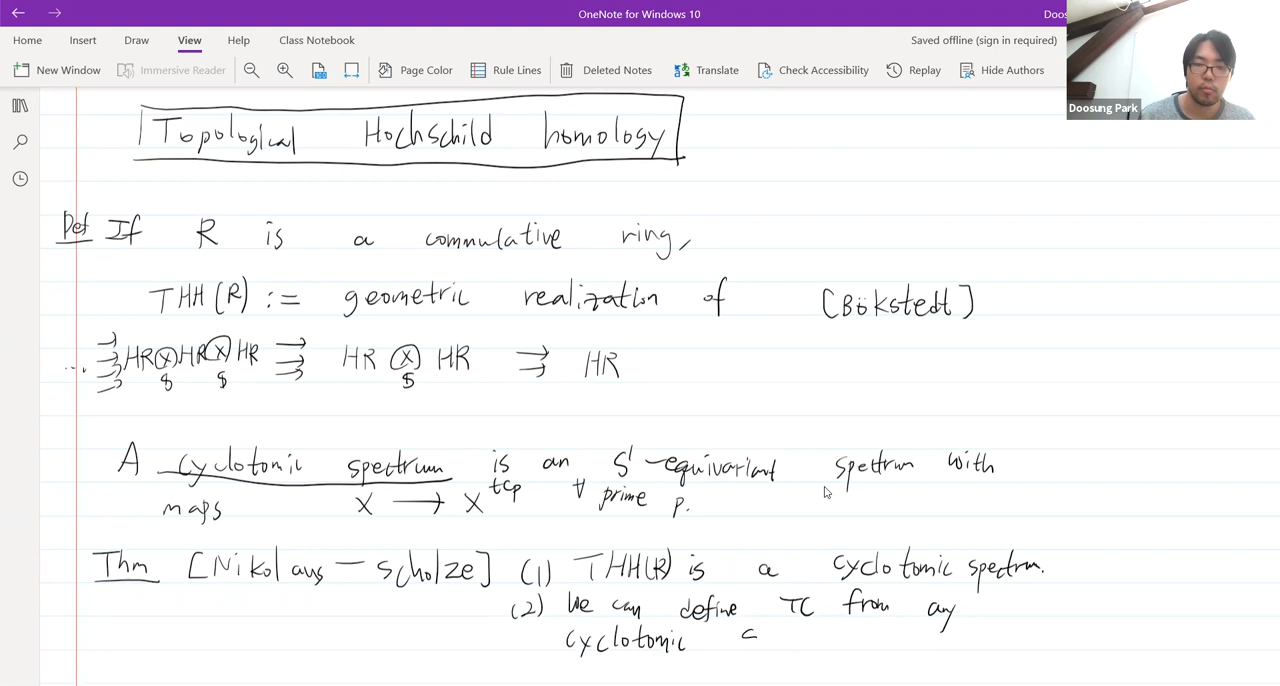 OneNote for Windows 10
Doos
Home Insert Draw View Help Class Notebook
Saved offline (sign in required)
New Window Immersive Reader Page Color Rule Lines Deleted Notes Translate Check Accessibility Replay Hide Authors
Doosung Park
Topological Hochschild homology
Def If R is a commutative ring,
THH(R) := geometric realization of [Bökstedt]
... HR ⊗_$ HR ⊗_$ HR ⇶ HR ⊗_$ HR ⇉ HR
A cyclotomic spectrum is an S¹-equivariant spectrum with
maps X → X^{tCp} ∀ prime p.
Thm [Nikolaus - Scholze] (1) THH(R) is a cyclotomic spectrum.
(2) We can define TC from any
cyclotomic